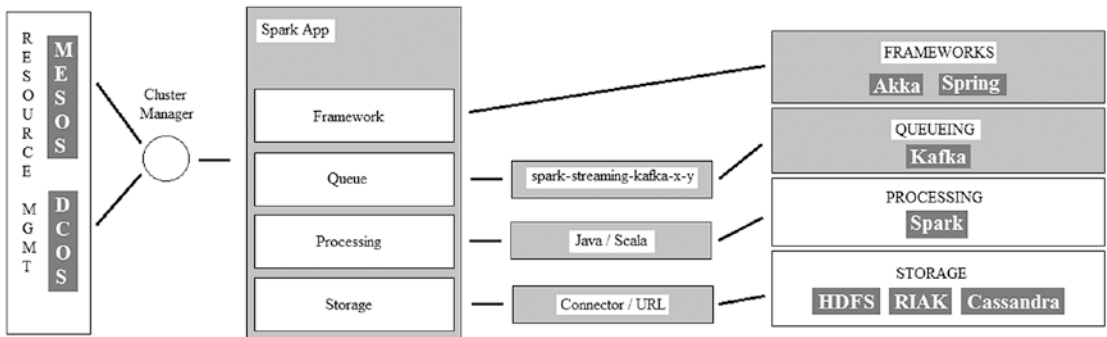 RESOURCE MGMT
MESOS
DCOS
Cluster
Manager
Spark App
Framework
Queue
Processing
Storage
spark-streaming-kafka-x-y
Java / Scala
Connector / URL
FRAMEWORKS
Akka Spring
QUEUEING
Kafka
PROCESSING
Spark
STORAGE
HDFS RIAK Cassandra